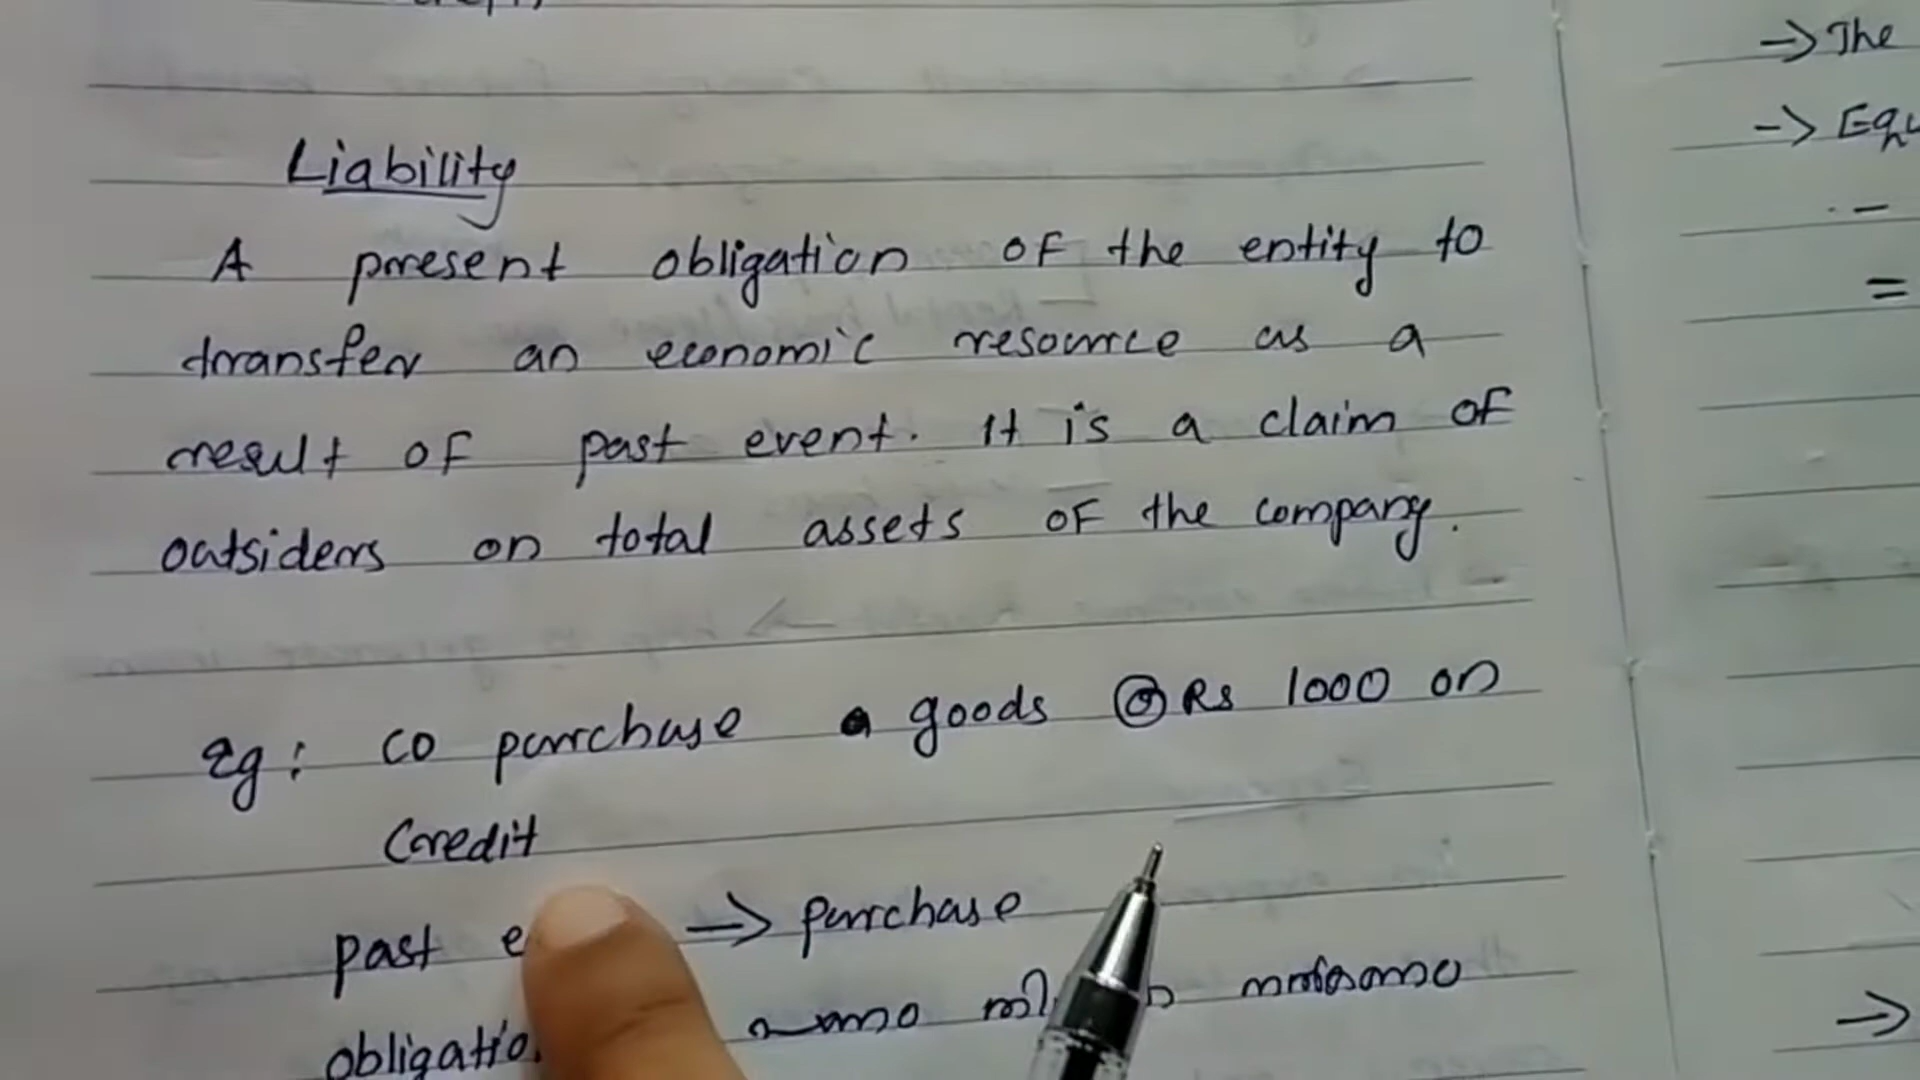 Liability
A present obligation of the entity to
transfer an economic resource as a
result of past event. It is a claim of
outsiders on total assets of the company.
eg: co purchase a goods @ Rs 1000 on
Credit
past → purchase
→ The
→
-
=
→